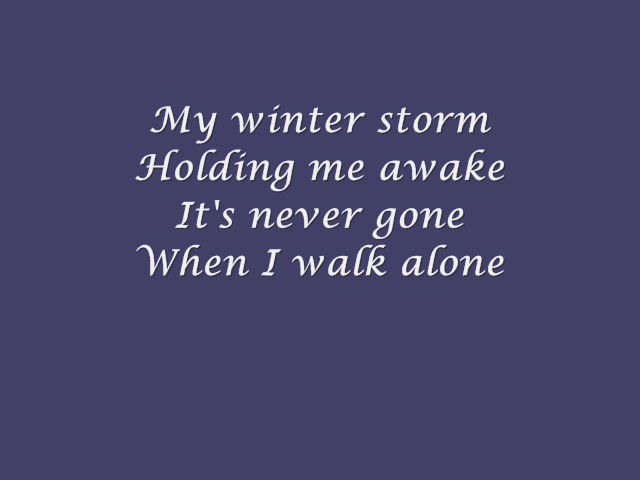 My winter storm
Holding me awake
It's never gone
When I walk alone